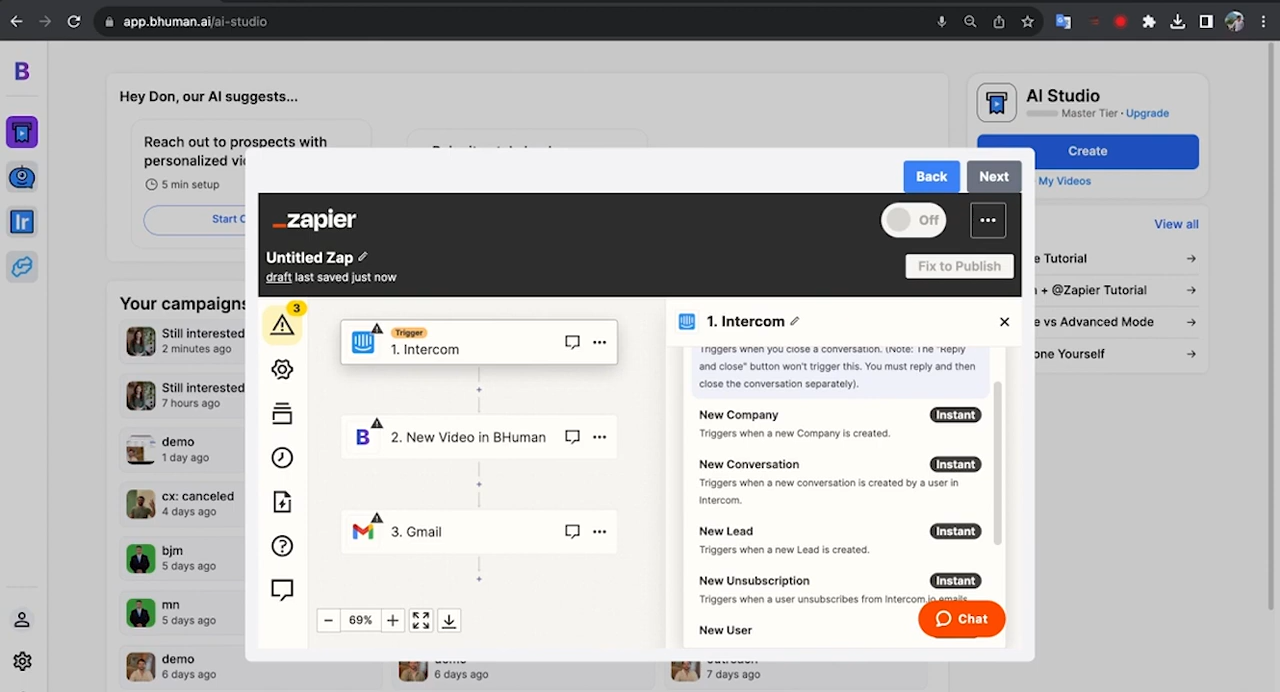 app.bhuman.ai/ai-studio
B
Hey Don, our AI suggests...
Reach out to prospects with
personalized vi
5 min setup
Start C
AI Studio
Master Tier • Upgrade
Create
My Videos
View all
e Tutorial
n + @Zapier Tutorial
e vs Advanced Mode
one Yourself
Back
Next
zapier
Off
Untitled Zap
draft last saved just now
Fix to Publish
3
Trigger
1. Intercom
B
2. New Video in BHuman
3. Gmail
69%
1. Intercom
Triggers when you close a conversation. (Note: The "Reply
and close" button won't trigger this. You must reply and then
close the conversation separately).
New Company
Instant
Triggers when a new Company is created.
New Conversation
Instant
Triggers when a new conversation is created by a user in
Intercom.
New Lead
Instant
Triggers when a new Lead is created.
New Unsubscription
Instant
Triggers when a user unsubscribes from Intercom.io emails.
New User
Chat
Ir
Your campaigns
Still interested
2 minutes ago
Still interested
7 hours ago
demo
1 day ago
cx: canceled
4 days ago
bjm
5 days ago
mn
5 days ago
demo
6 days ago
demo
6 days ago
outreach
7 days ago